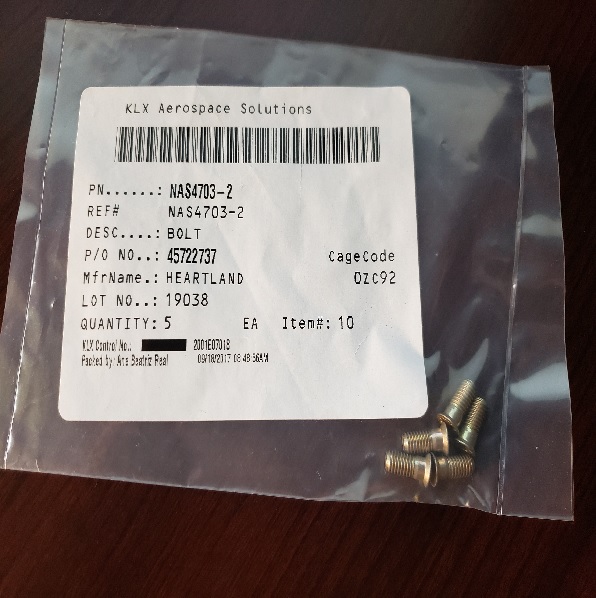 KLX Aerospace Solutions
PN......: NAS4703-2
REF# NAS4703-2
DESC....: BOLT
P/O NO..: 45722737 CageCode
MfrName.: HEARTLAND 0Zc92
LOT NO..: 19038
QUANTITY: 5 EA Item#: 10
KLX Control No.: 2001E07018
Packed by: Ana Beatriz Real 09/18/2017 08:48:56AM